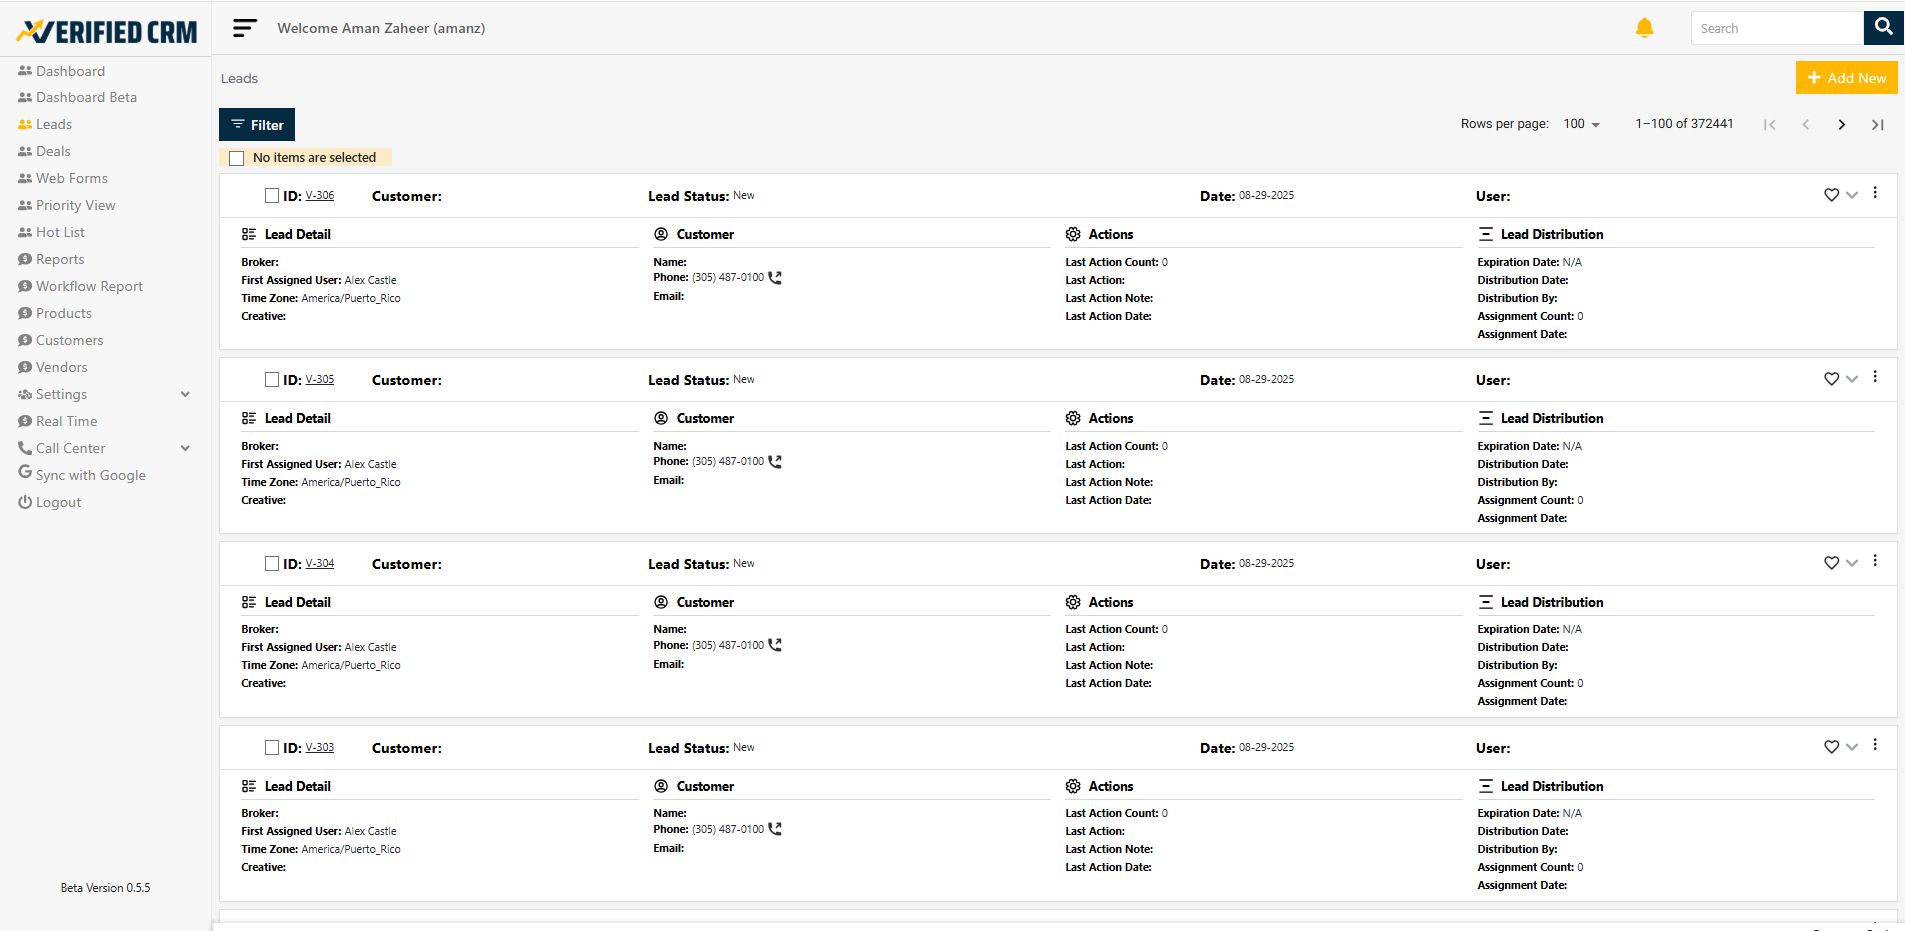 VERIFIED CRM
Welcome Aman Zaheer (amanz)
Search
Dashboard
Dashboard Beta
Leads
Deals
Web Forms
Priority View
Hot List
Reports
Workflow Report
Products
Customers
Vendors
Settings
Real Time
Call Center
Sync with Google
Logout
Beta Version 0.5.5
Leads
Add New
Filter
Rows per page: 100 1–100 of 372441
No items are selected
ID: V-306 Customer: Lead Status: New Date: 08-29-2025 User:
Lead Detail Customer Actions Lead Distribution
Broker: Name: Last Action Count: 0 Expiration Date: N/A
First Assigned User: Alex Castle Phone: (305) 487-0100 Last Action: Distribution Date:
Time Zone: America/Puerto_Rico Email: Last Action Note: Distribution By:
Creative: Last Action Date: Assignment Count: 0
Assignment Date:
ID: V-305 Customer: Lead Status: New Date: 08-29-2025 User:
Lead Detail Customer Actions Lead Distribution
Broker: Name: Last Action Count: 0 Expiration Date: N/A
First Assigned User: Alex Castle Phone: (305) 487-0100 Last Action: Distribution Date:
Time Zone: America/Puerto_Rico Email: Last Action Note: Distribution By:
Creative: Last Action Date: Assignment Count: 0
Assignment Date:
ID: V-304 Customer: Lead Status: New Date: 08-29-2025 User:
Lead Detail Customer Actions Lead Distribution
Broker: Name: Last Action Count: 0 Expiration Date: N/A
First Assigned User: Alex Castle Phone: (305) 487-0100 Last Action: Distribution Date:
Time Zone: America/Puerto_Rico Email: Last Action Note: Distribution By:
Creative: Last Action Date: Assignment Count: 0
Assignment Date:
ID: V-303 Customer: Lead Status: New Date: 08-29-2025 User:
Lead Detail Customer Actions Lead Distribution
Broker: Name: Last Action Count: 0 Expiration Date: N/A
First Assigned User: Alex Castle Phone: (305) 487-0100 Last Action: Distribution Date:
Time Zone: America/Puerto_Rico Email: Last Action Note: Distribution By:
Creative: Last Action Date: Assignment Count: 0
Assignment Date: